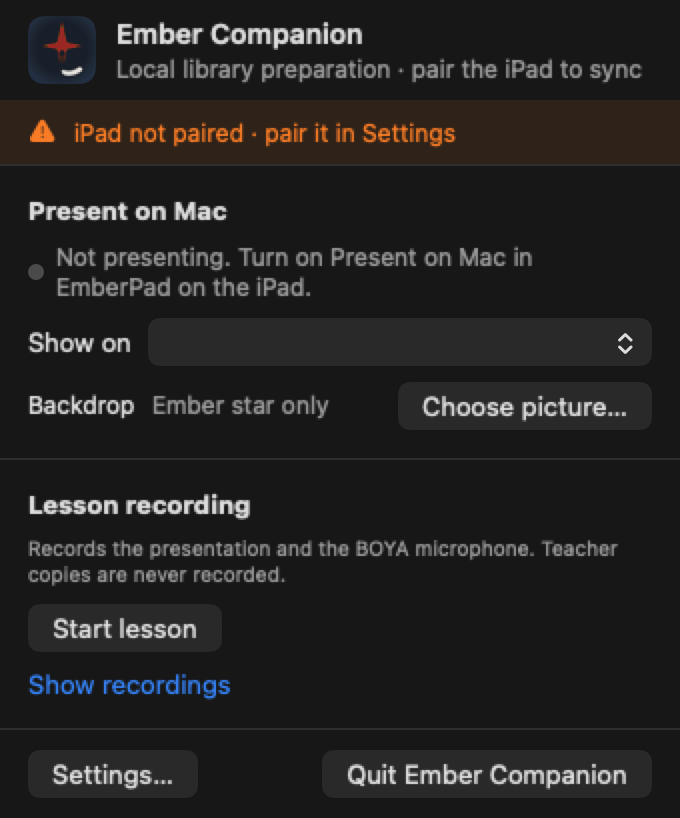 Ember Companion
Local library preparation · pair the iPad to sync
iPad not paired · pair it in Settings
Present on Mac
Not presenting. Turn on Present on Mac in
EmberPad on the iPad.
Show on
Backdrop Ember star only Choose picture...
Lesson recording
Records the presentation and the BOYA microphone. Teacher
copies are never recorded.
Start lesson
Show recordings
Settings... Quit Ember Companion